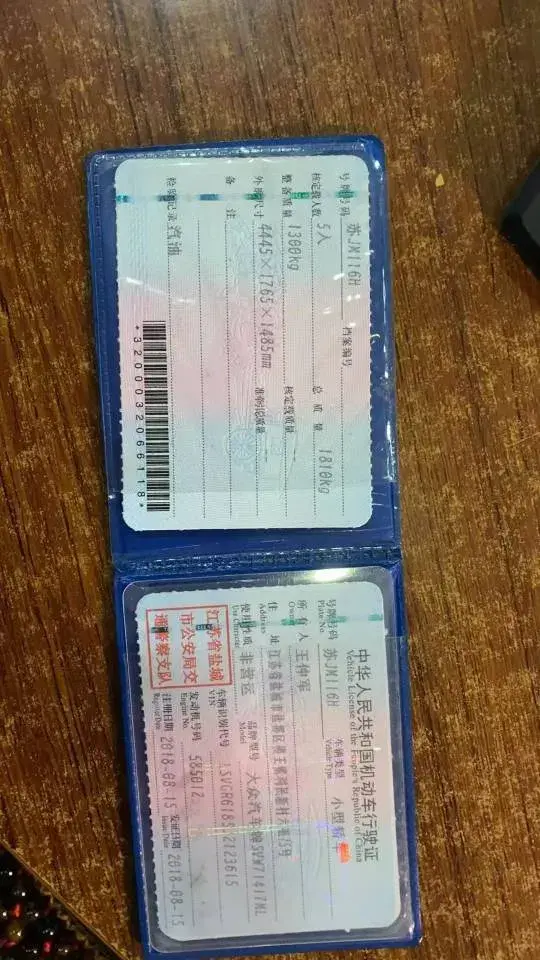 中华人民共和国机动车行驶证
Vehicle License of the People's Republic of China
号牌号码 苏JM116H 车辆类型 小型轿车
Plate No. Vehicle Type
所有人 王仲军
Owner
住址
Address
使用性质 非营运 品牌型号 大众汽车牌SVW71417ML
Use Character Model
江苏省盐城
市公安局交
通警察支队
车辆识别代号
VIN
发动机号码 585012
Engine No.
注册日期 2018-08-15 发证日期 2018-08-15
Register Date Issue Date
号牌号码 苏JM116H 档案编号
核定载人数 5人 总质量 1810kg
整备质量 1300kg 核定载质量 --
外廓尺寸 4445×1765×1485mm 准牵引总质量 --
备注
检验记录 汽油
*3200032066118*